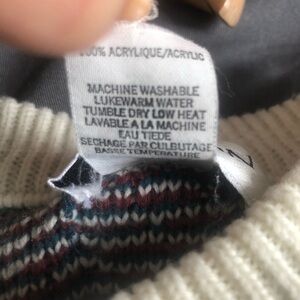 100% ACRYLIQUE/ACRYLIC
MACHINE WASHABLE
LUKEWARM WATER
TUMBLE DRY LOW HEAT
LAVABLE A LA MACHINE
EAU TIEDE
SECHAGE PAR CULBUTAGE
BASSE TEMPERATURE